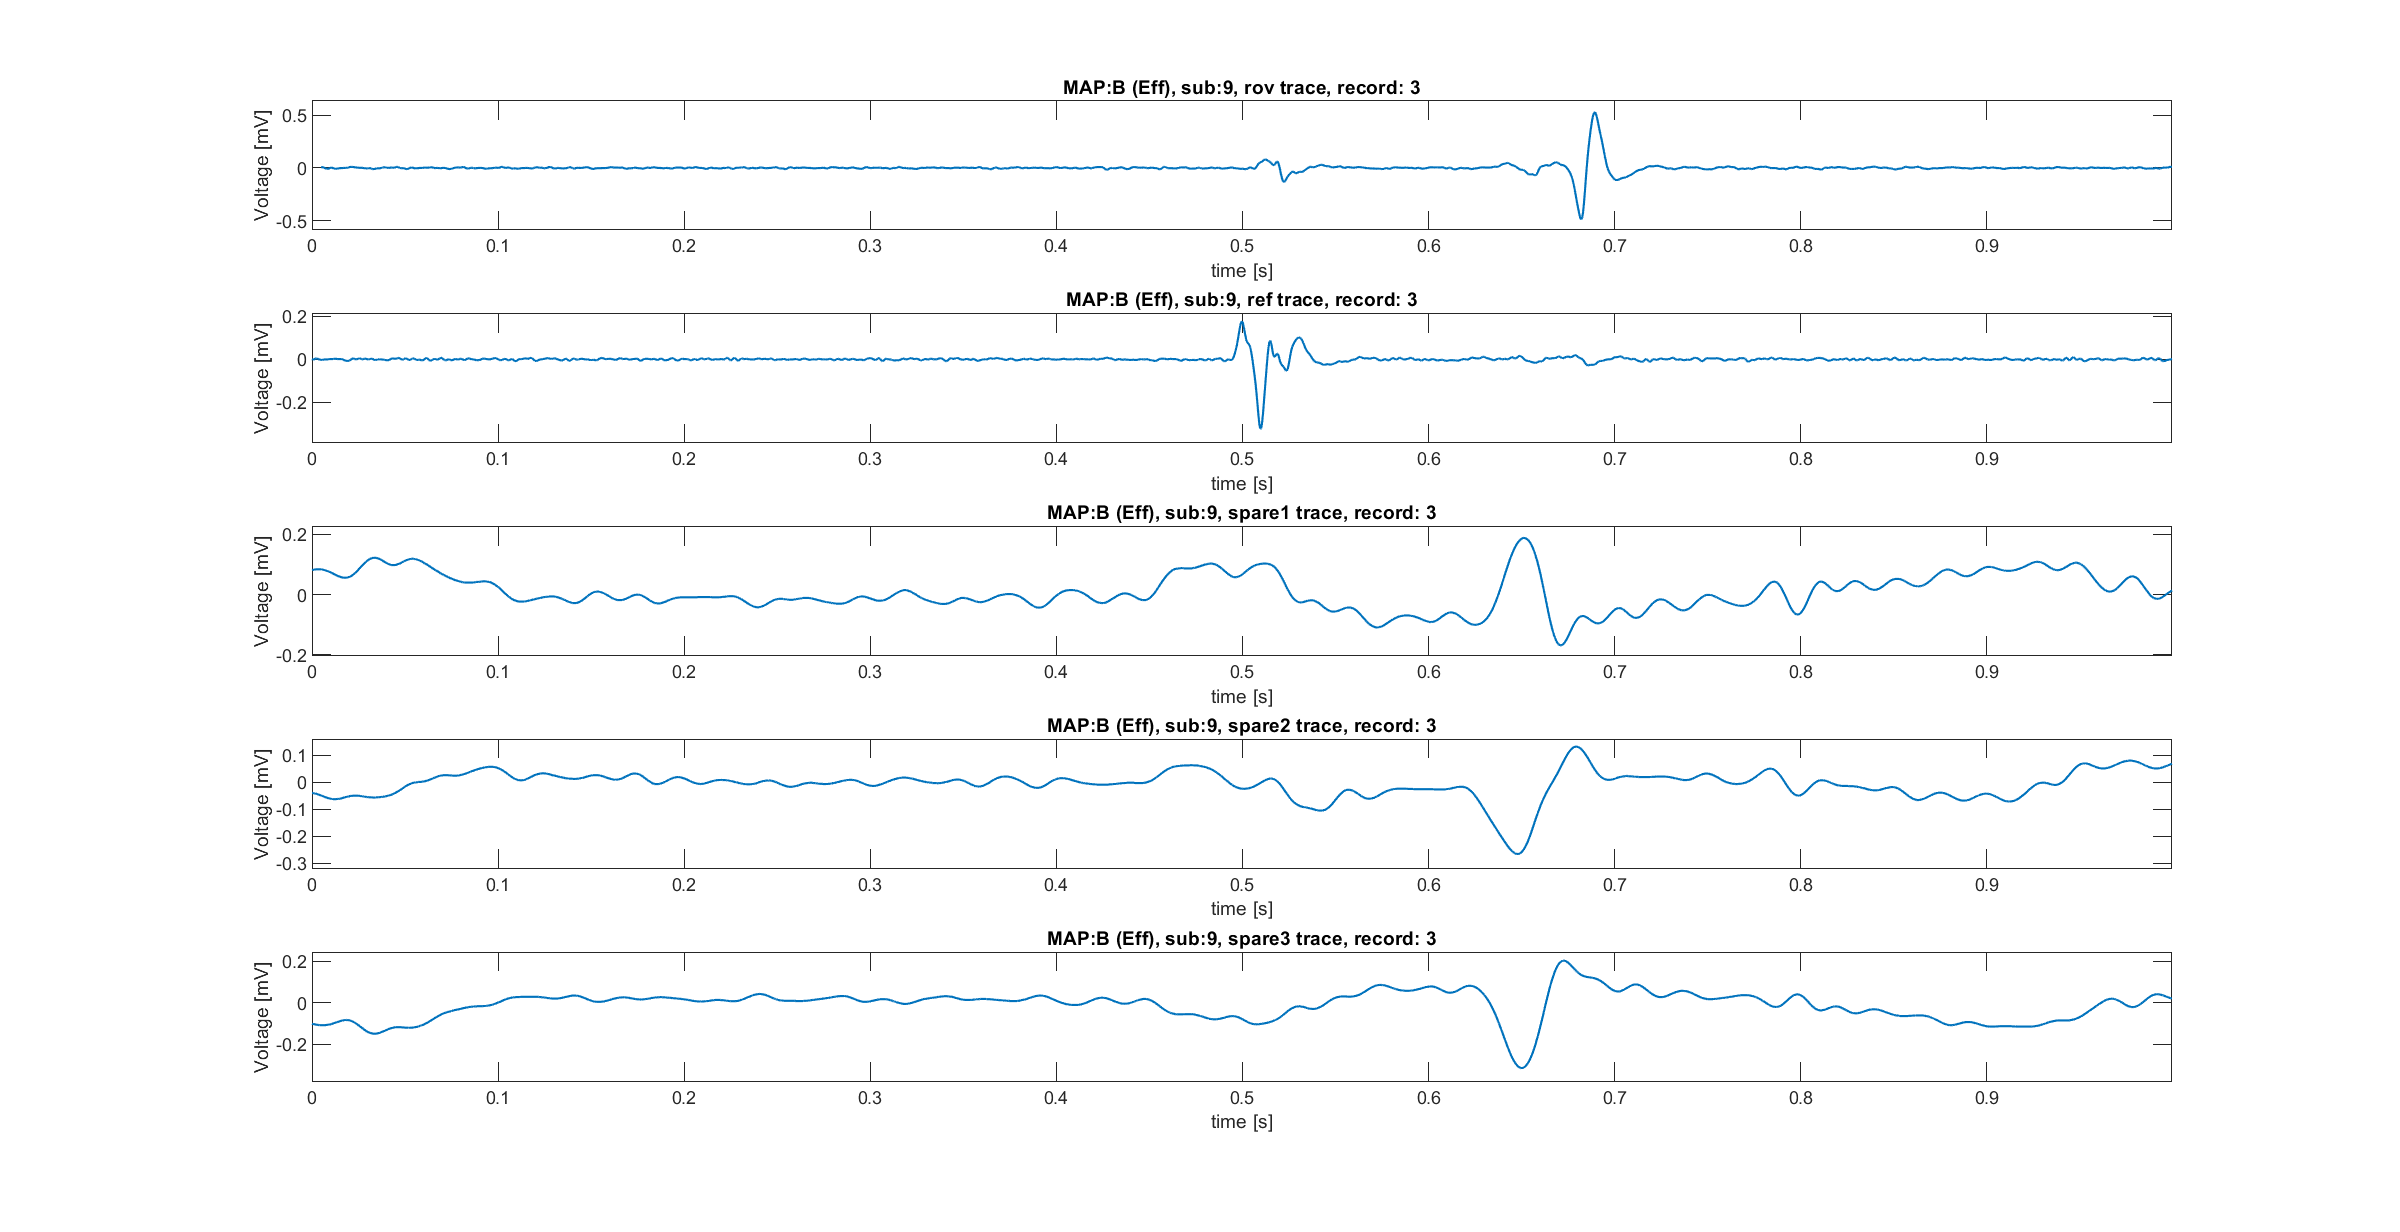 MAP:B (Eff), sub:9, rov trace, record: 3
Voltage [mV]
0.5
0
-0.5
0 0.1 0.2 0.3 0.4 0.5 0.6 0.7 0.8 0.9
time [s]
MAP:B (Eff), sub:9, ref trace, record: 3
Voltage [mV]
0.2
0
-0.2
0 0.1 0.2 0.3 0.4 0.5 0.6 0.7 0.8 0.9
time [s]
MAP:B (Eff), sub:9, spare1 trace, record: 3
Voltage [mV]
0.2
0
-0.2
0 0.1 0.2 0.3 0.4 0.5 0.6 0.7 0.8 0.9
time [s]
MAP:B (Eff), sub:9, spare2 trace, record: 3
Voltage [mV]
0.1
0
-0.1
-0.2
-0.3
0 0.1 0.2 0.3 0.4 0.5 0.6 0.7 0.8 0.9
time [s]
MAP:B (Eff), sub:9, spare3 trace, record: 3
Voltage [mV]
0.2
0
-0.2
0 0.1 0.2 0.3 0.4 0.5 0.6 0.7 0.8 0.9
time [s]